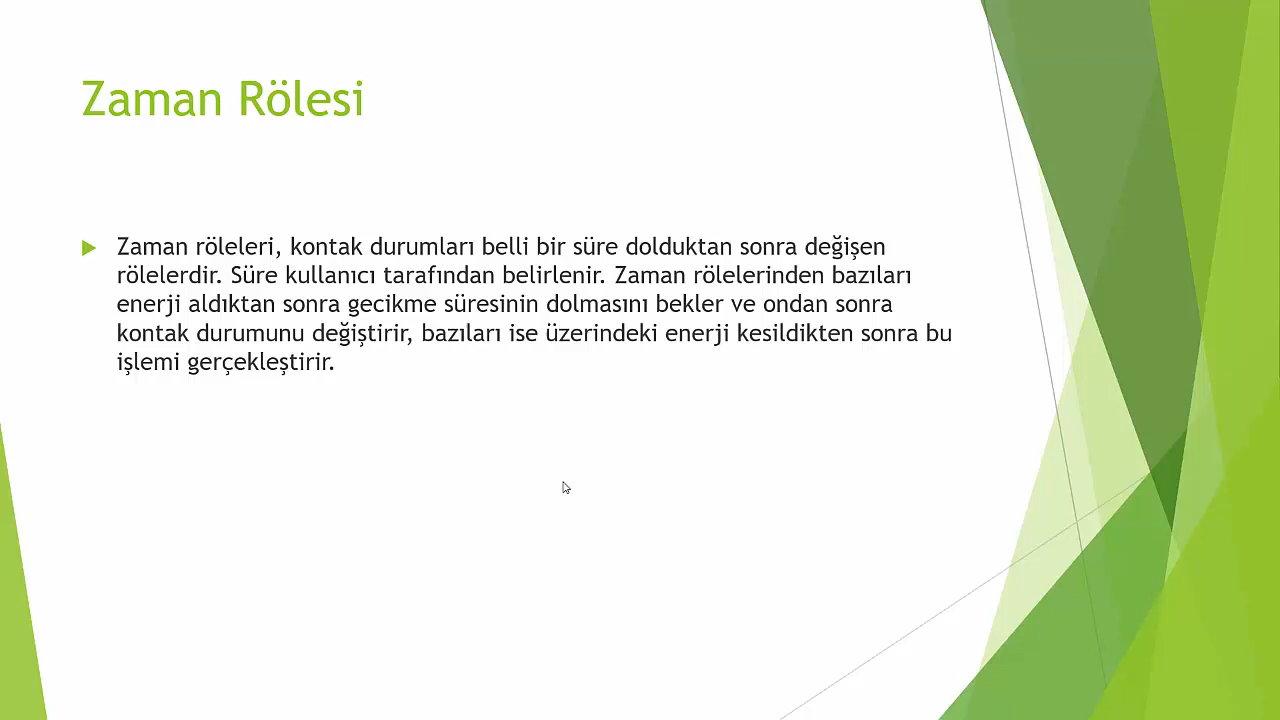 Zaman Rölesi
Zaman röleleri, kontak durumları belli bir süre dolduktan sonra değişen
rölelerdir. Süre kullanıcı tarafından belirlenir. Zaman rölelerinden bazıları
enerji aldıktan sonra gecikme süresinin dolmasını bekler ve ondan sonra
kontak durumunu değiştirir, bazıları ise üzerindeki enerji kesildikten sonra bu
işlemi gerçekleştirir.